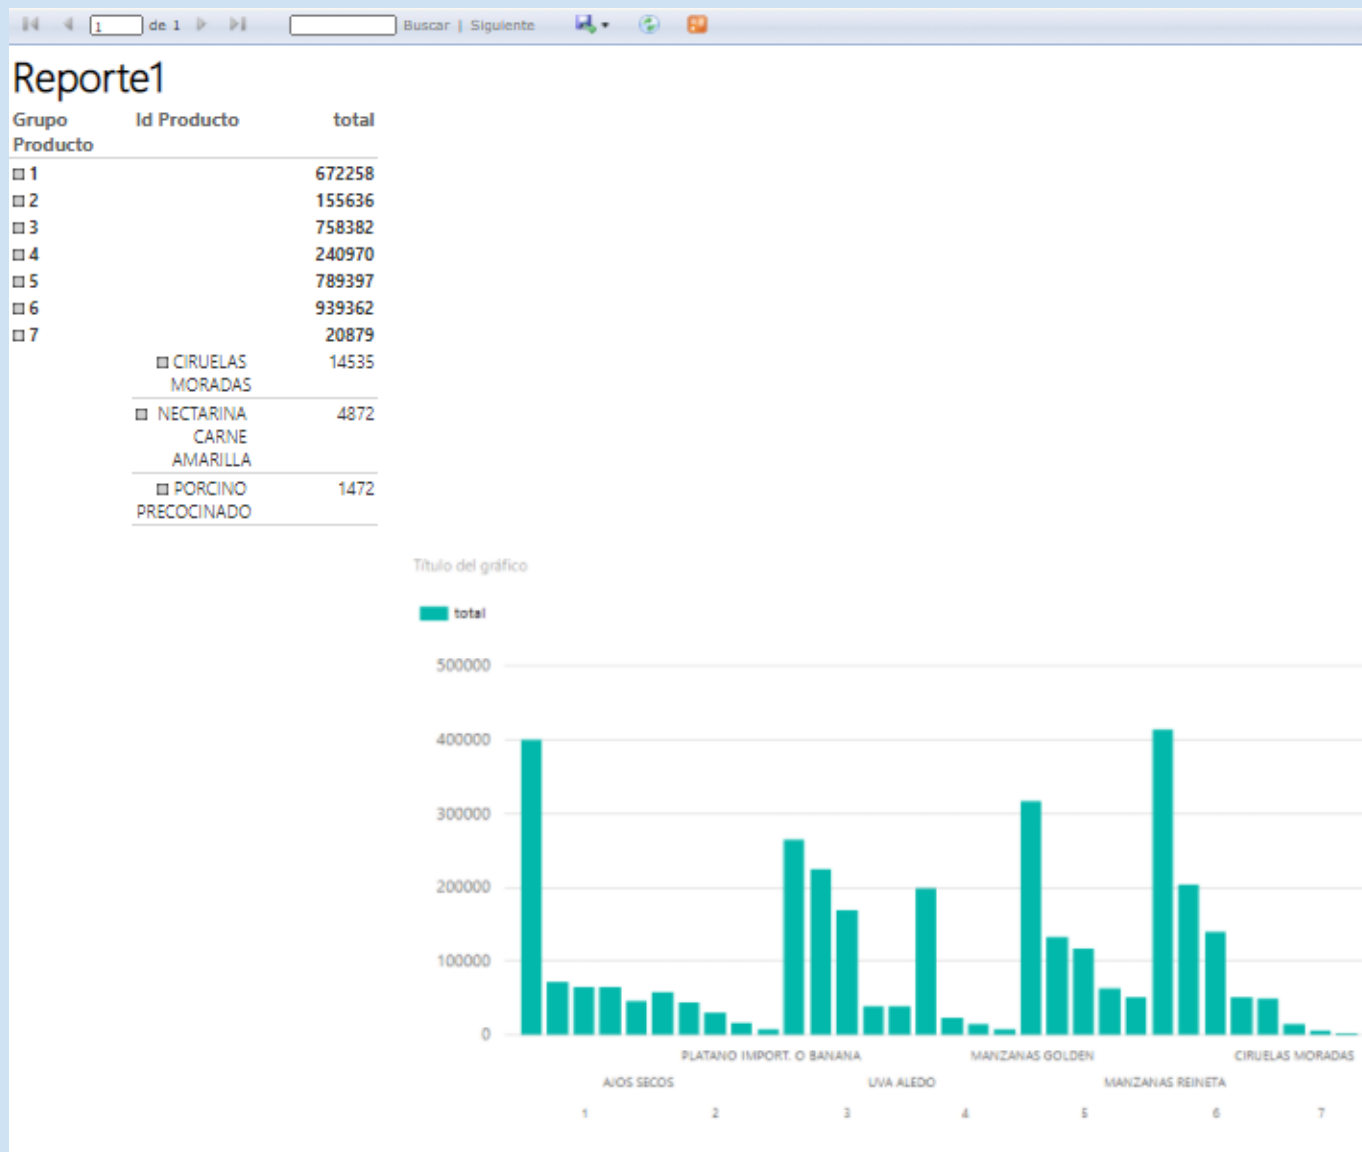 1 de 1 Buscar | Siguiente
Reporte1
Grupo Id Producto total
Producto
1 672258
2 155636
3 758382
4 240970
5 789397
6 939362
7 20879
CIRUELAS 14535
MORADAS
NECTARINA 4872
CARNE
AMARILLA
PORCINO 1472
PRECOCINADO
Título del gráfico
total
500000
400000
300000
200000
100000
0
PLATANO IMPORT. O BANANA MANZANAS GOLDEN CIRUELAS MORADAS
AJOS SECOS UVA ALEDO MANZANAS REINETA
1 2 3 4 5 6 7